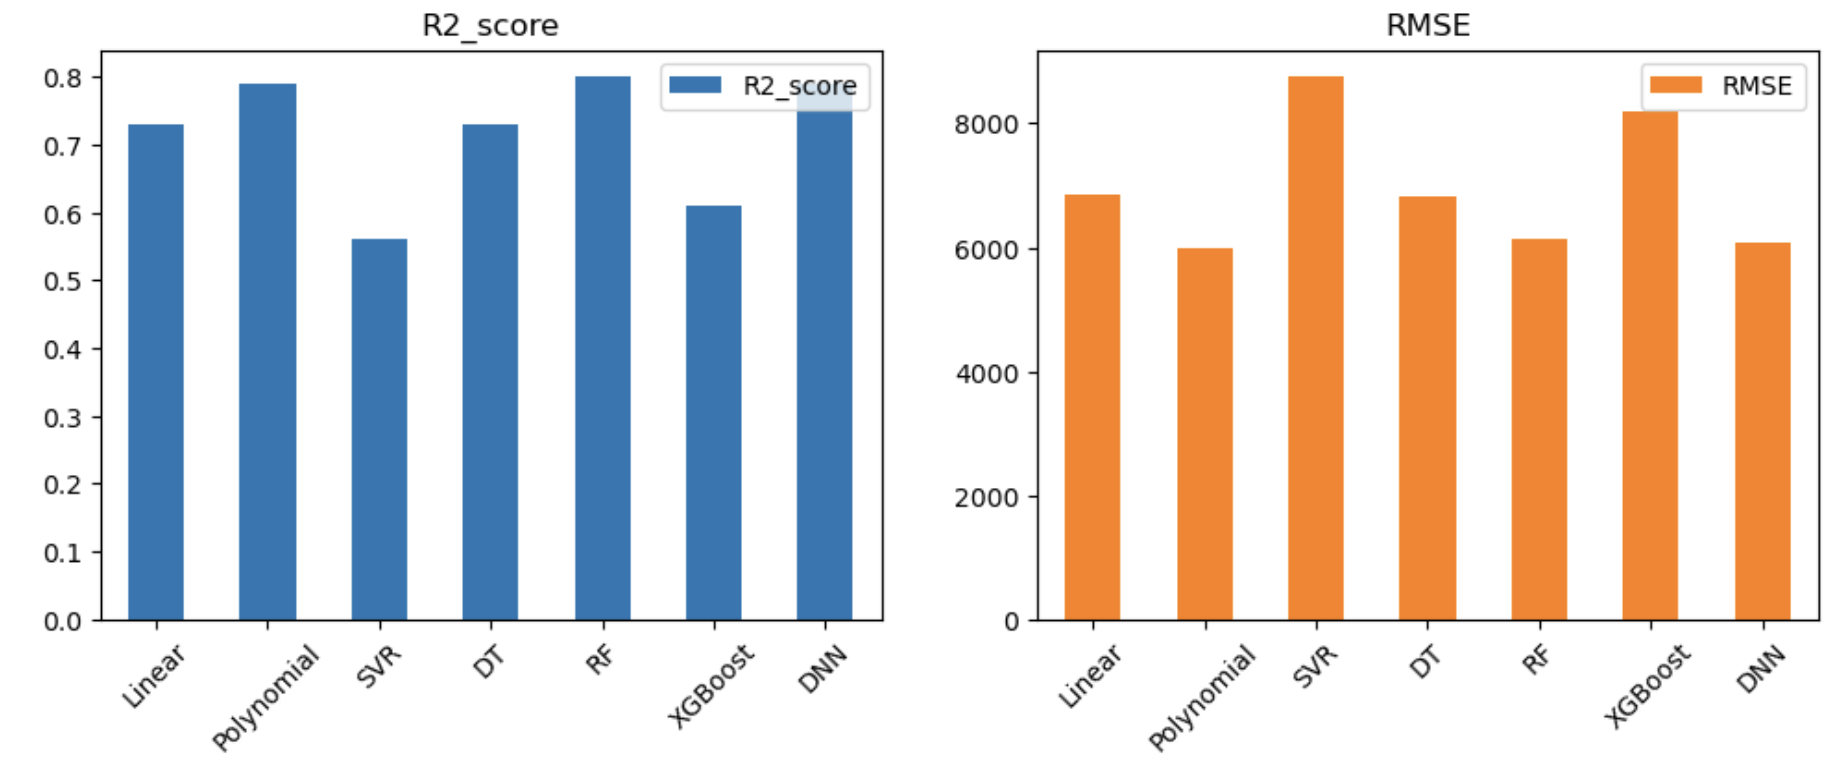 R2_score
R2_score
0.8
0.7
0.6
0.5
0.4
0.3
0.2
0.1
0.0
Linear
Polynomial
SVR
DT
RF
XGBoost
DNN
RMSE
RMSE
8000
6000
4000
2000
0
Linear
Polynomial
SVR
DT
RF
XGBoost
DNN